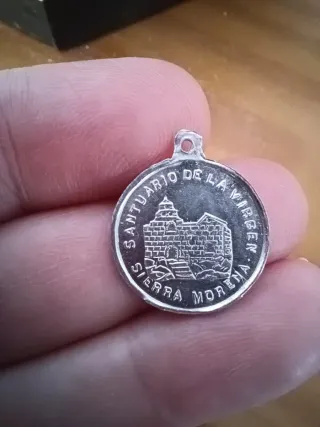 SANTUARIO DE LA VIRGEN.
SIERRA MORENA